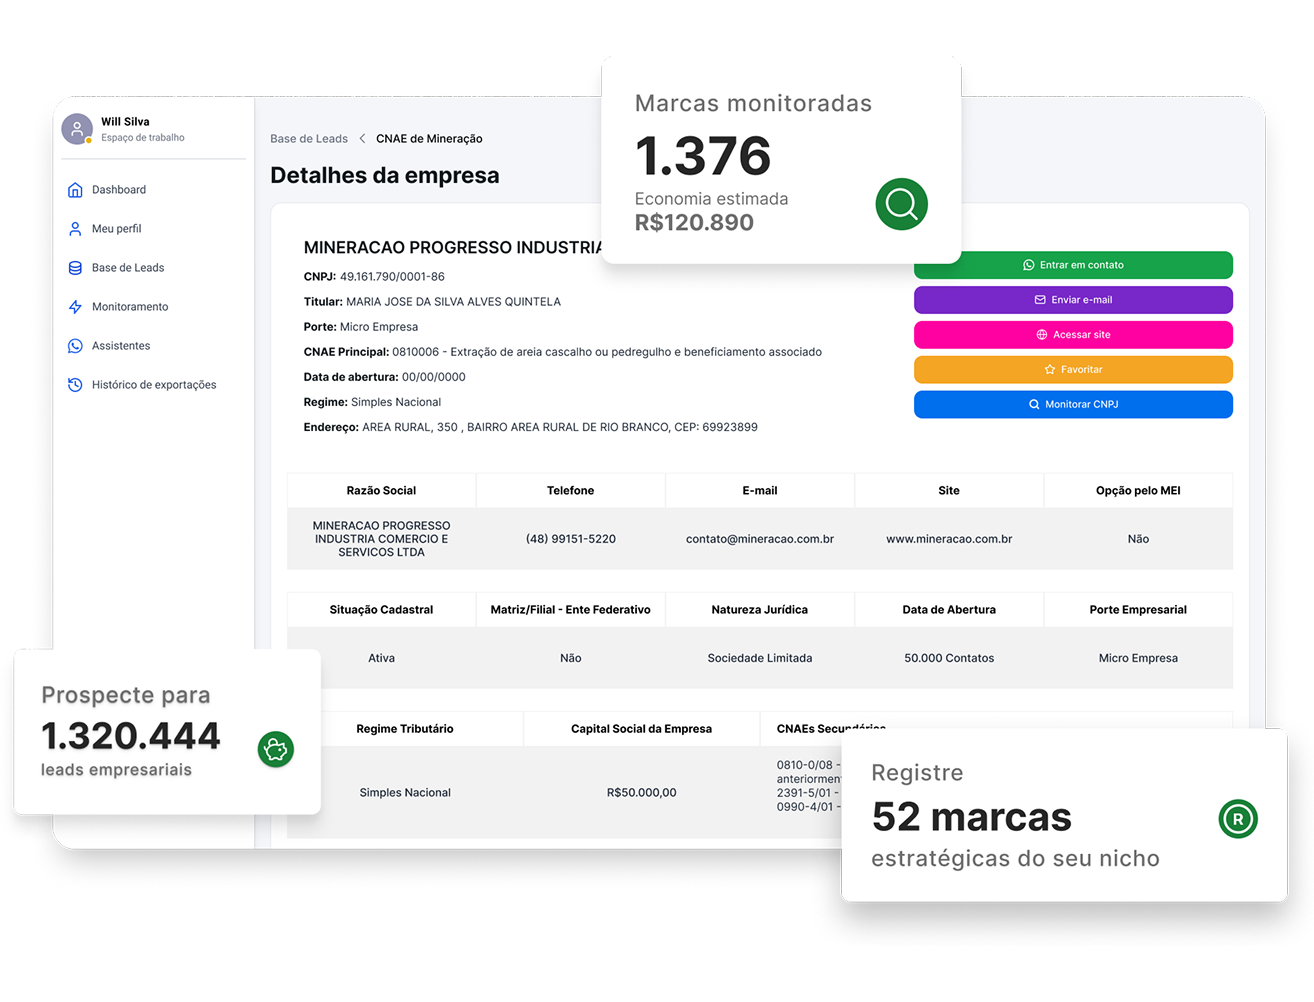 Marcas monitoradas
1.376
Economia estimada
R$120.890
Will Silva
Espaço de trabalho
Dashboard
Meu perfil
Base de Leads
Monitoramento
Assistentes
Histórico de exportações
Base de Leads < CNAE de Mineração
Detalhes da empresa
MINERACAO PROGRESSO INDUSTRIA
CNPJ: 49.161.790/0001-86
Titular: MARIA JOSE DA SILVA ALVES QUINTELA
Porte: Micro Empresa
CNAE Principal: 0810006 - Extração de areia cascalho ou pedregulho e beneficiamento associado
Data de abertura: 00/00/0000
Regime: Simples Nacional
Endereço: AREA RURAL, 350 , BAIRRO AREA RURAL DE RIO BRANCO, CEP: 69923899
Entrar em contato
Enviar e-mail
Acessar site
Favoritar
Monitorar CNPJ
Razão Social Telefone E-mail Site Opção pelo MEI
MINERACAO PROGRESSO
INDUSTRIA COMERCIO E
SERVICOS LTDA
(48) 99151-5220 contato@mineracao.com.br www.mineracao.com.br Não
Situação Cadastral Matriz/Filial - Ente Federativo Natureza Jurídica Data de Abertura Porte Empresarial
Ativa Não Sociedade Limitada 50.000 Contatos Micro Empresa
Regime Tributário Capital Social da Empresa CNAEs Secundários
Simples Nacional R$50.000,00
0810-0/08 -
2391-5/01 -
0990-4/01 -
Prospecte para
1.320.444
leads empresariais
Registre
52 marcas
estratégicas do seu nicho
R